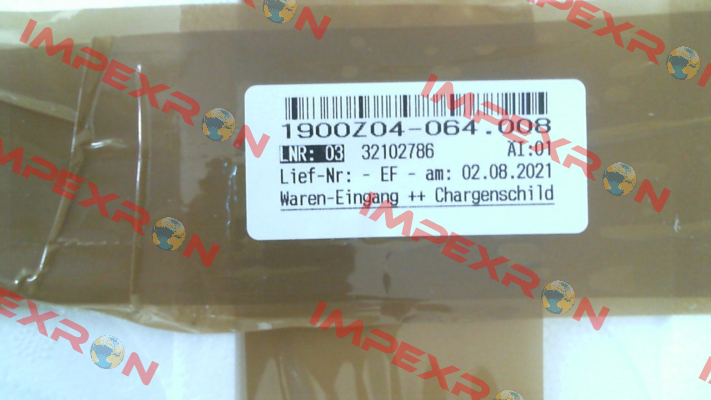 1900Z04-064.008
LNR: 03 32102786 AI:01
Lief-Nr: - EF - am: 02.08.2021
Waren-Eingang ++ Chargenschild
IMPEXRON
IMPEXRON
IMPEXRON
IMPEXRON
IMPEXRON
IMPEXRON